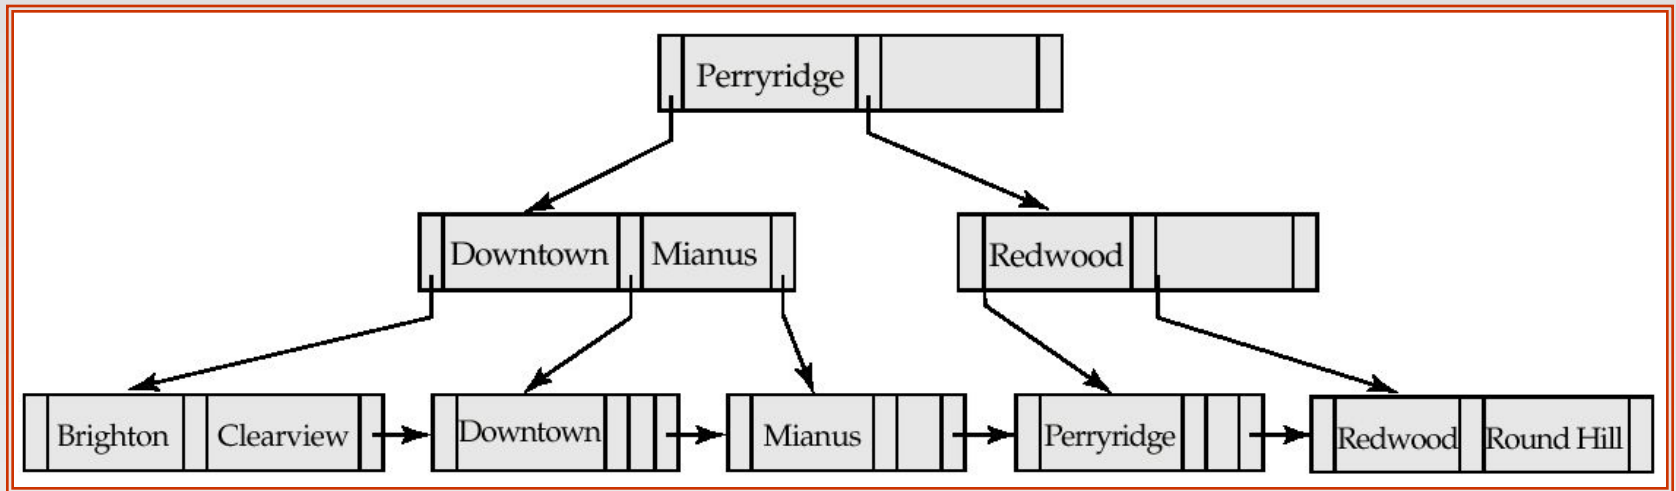 Perryridge
Downtown Mianus
Redwood
Brighton Clearview
Downtown
Mianus
Perryridge
Redwood Round Hill